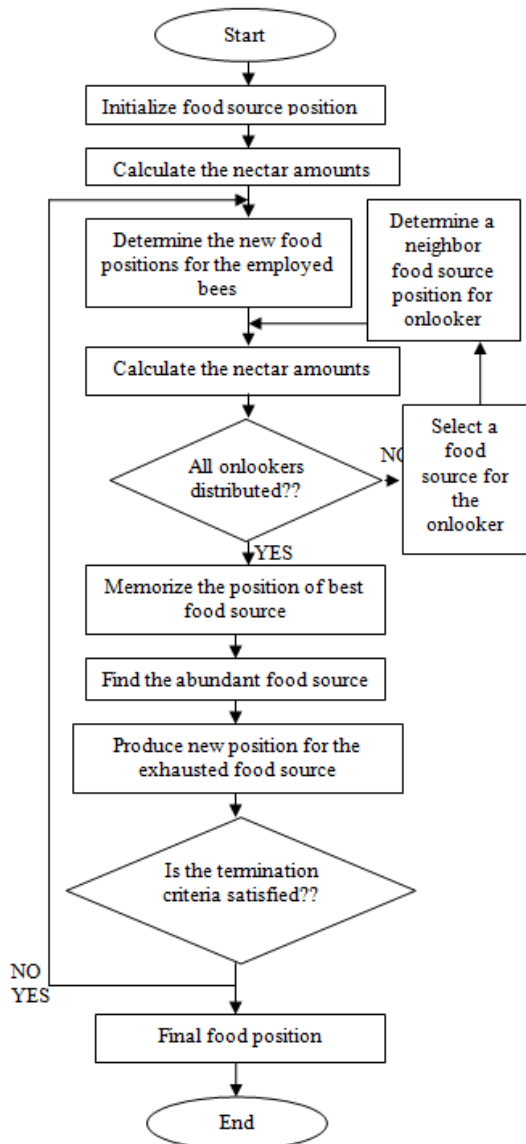 Start
Initialize food source position
Calculate the nectar amounts
Determine the new food
positions for the employed
bees
Determine a
neighbor
food source
position for
onlooker
Calculate the nectar amounts
All onlookers
distributed??
NO
Select a
food
source for
the
onlooker
YES
Memorize the position of best
food source
Find the abundant food source
Produce new position for the
exhausted food source
Is the termination
criteria satisfied??
NO
YES
Final food position
End